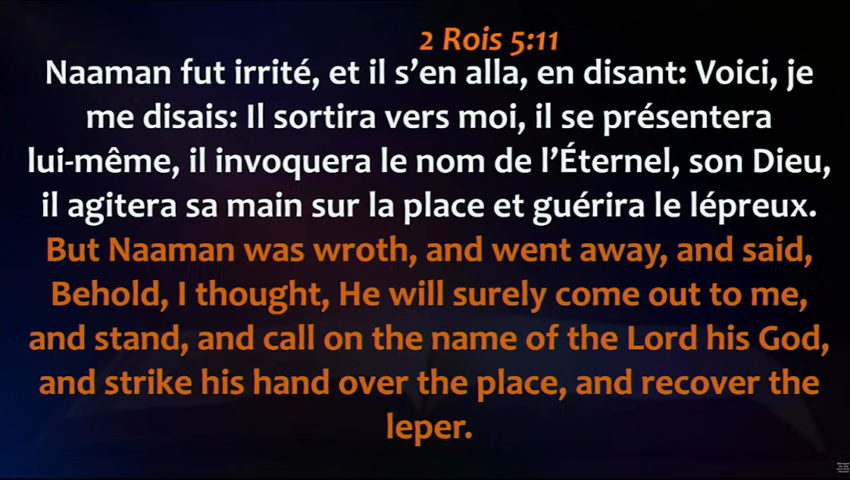 2 Rois 5:11
Naaman fut irrité, et il s’en alla, en disant: Voici, je
me disais: Il sortira vers moi, il se présentera
lui-même, il invoquera le nom de l’Éternel, son Dieu,
il agitera sa main sur la place et guérira le lépreux.
But Naaman was wroth, and went away, and said,
Behold, I thought, He will surely come out to me,
and stand, and call on the name of the Lord his God,
and strike his hand over the place, and recover the
leper.